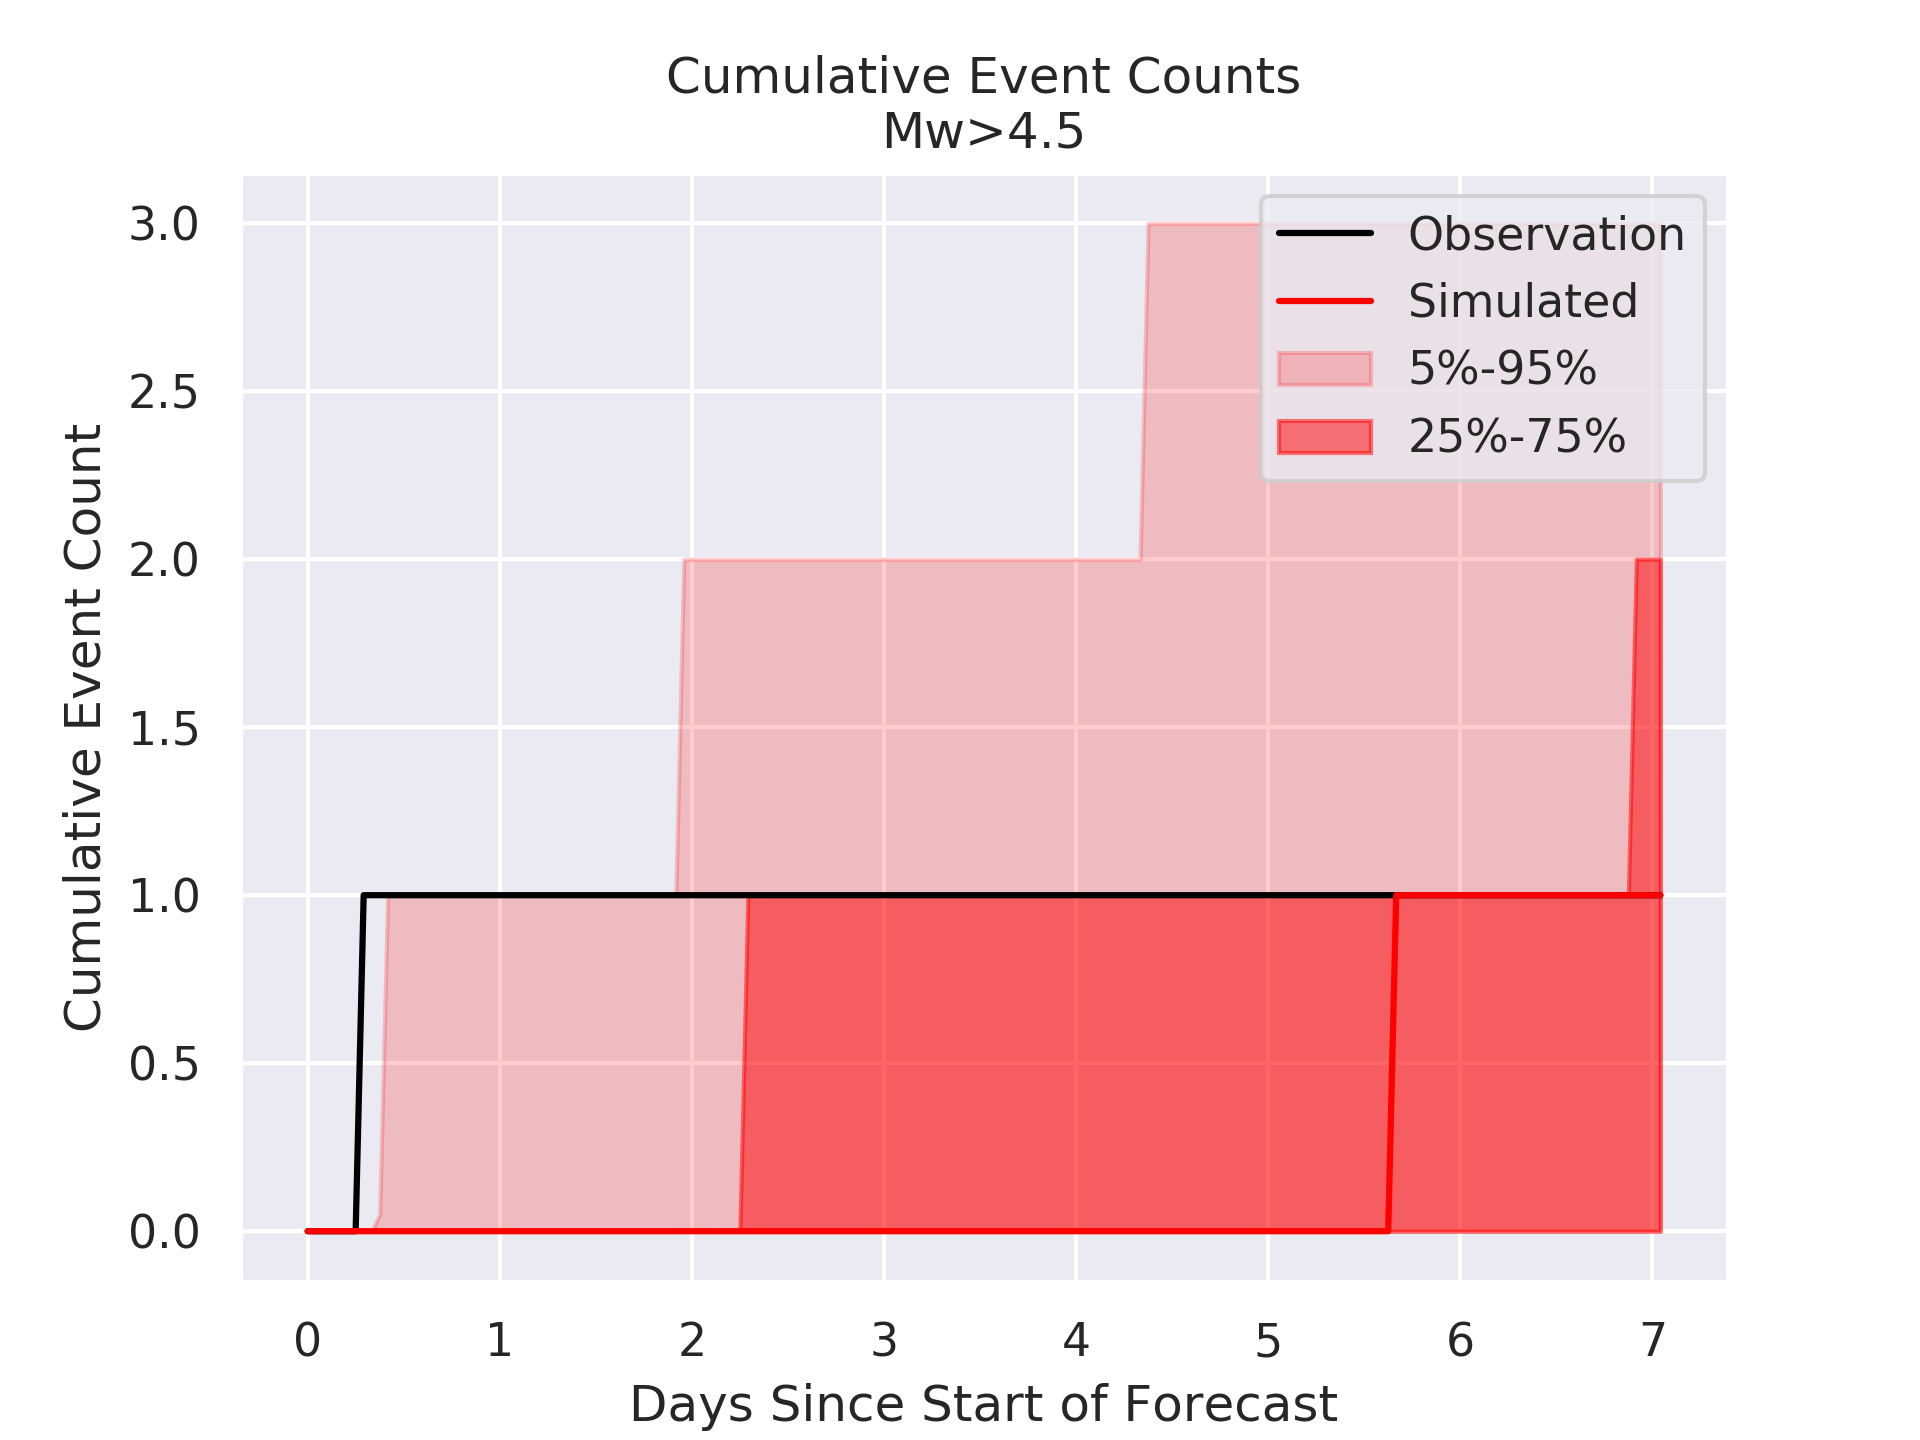 Cumulative Event Counts
Mw>4.5
Cumulative Event Count
3.0
2.5
2.0
1.5
1.0
0.5
0.0
Observation
Simulated
5%-95%
25%-75%
0 1 2 3 4 5 6 7
Days Since Start of Forecast